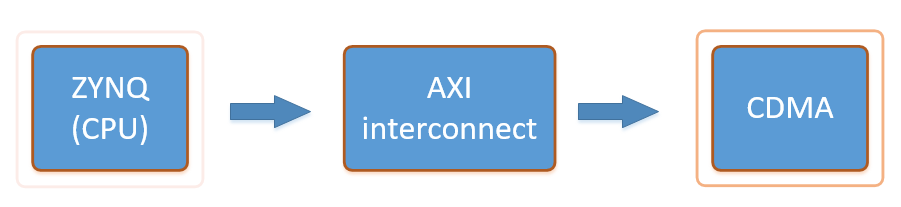 ZYNQ
(CPU)
AXI
interconnect
CDMA